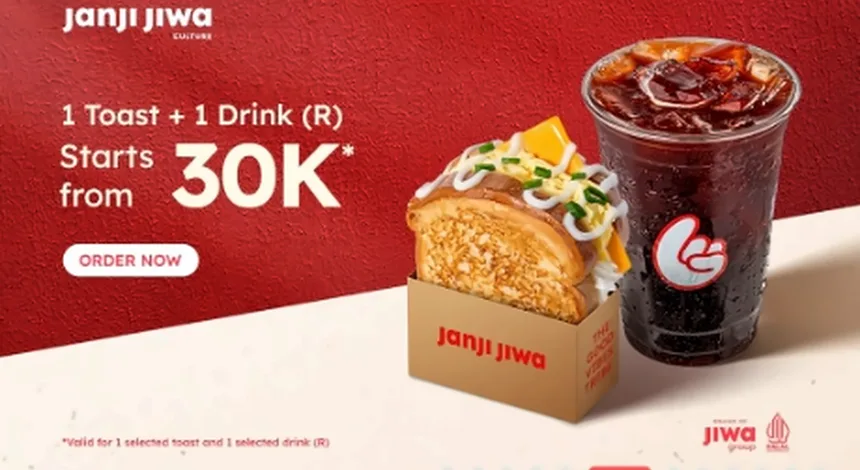 Janji Jiwa
CULTURE
1 Toast + 1 Drink (R)
Starts
from
30K*
ORDER NOW
Janji Jiwa
THE
GOOD
*Valid for 1 selected toast and 1 selected drink (R)
Jiwa
group
HALAL